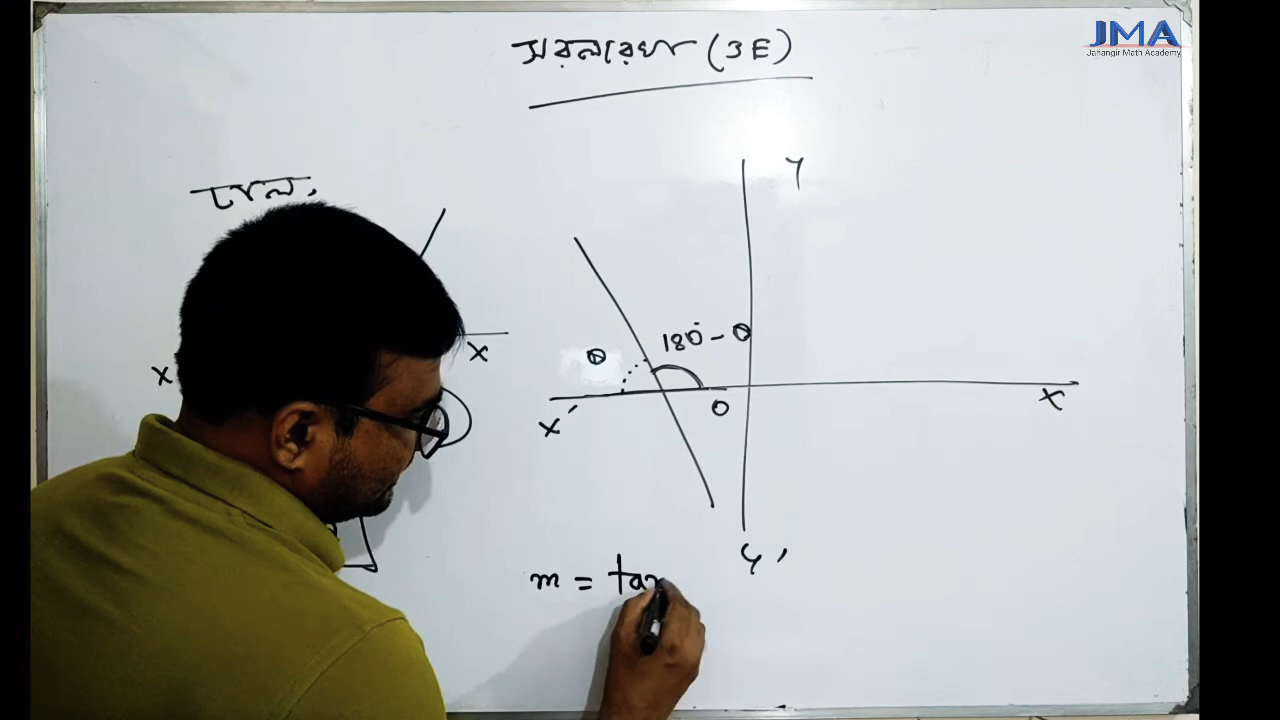 JMA
Jahangir Math Academy
সরলরেখা (3E)
ঢাল,
Y
180° - θ
θ
X
X
X'
O
X
Y'
m = tan